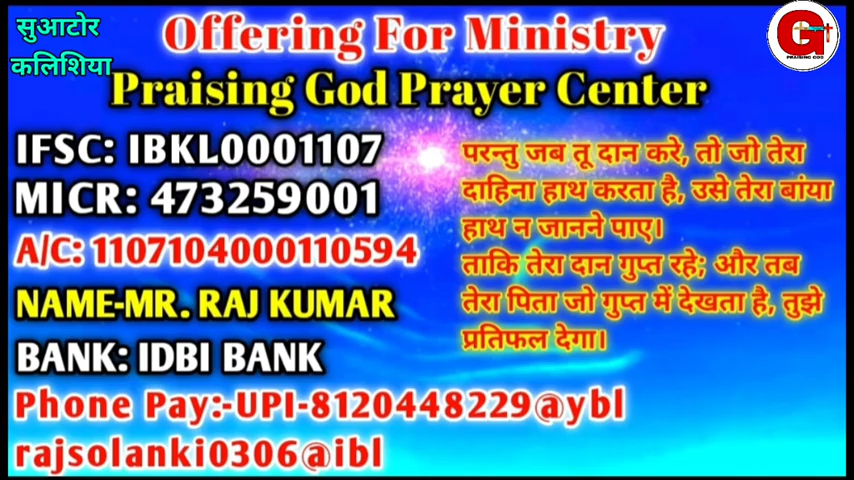 सुआटोर
कलिशिया
Offering For Ministry
Praising God Prayer Center
G
PRAISING GOD
IFSC: IBKL0001107
MICR: 473259001
A/C: 1107104000110594
NAME-MR. RAJ KUMAR
BANK: IDBI BANK
परन्तु जब तू दान करे, तो जो तेरा
दाहिना हाथ करता है, उसे तेरा बांया
हाथ न जानने पाए।
ताकि तेरा दान गुप्त रहे; और तब
तेरा पिता जो गुप्त में देखता है, तुझे
प्रतिफल देगा।
Phone Pay:-UPI-8120448229@ybl
rajsolanki0306@ibl